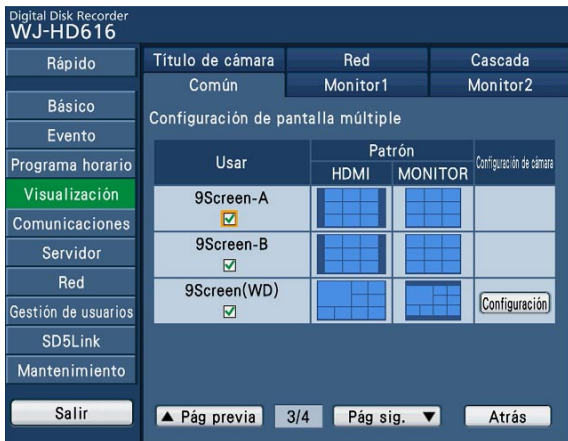 Digital Disk Recorder
WJ-HD616
Rápido
Básico
Evento
Programa horario
Visualización
Comunicaciones
Servidor
Red
Gestión de usuarios
SD5Link
Mantenimiento
Salir
Título de cámara Red Cascada
Común Monitor1 Monitor2
Configuración de pantalla múltiple
Usar Patrón Configuración de cámara
HDMI MONITOR
9Screen-A
9Screen-B
9Screen(WD) Configuración
▲ Pág previa 3/4 Pág sig. ▼ Atrás